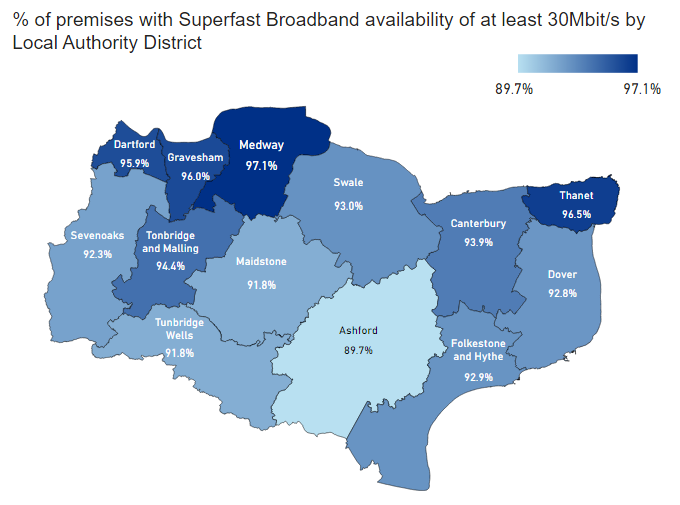 % of premises with Superfast Broadband availability of at least 30Mbit/s by
Local Authority District
89.7%
97.1%
Dartford
95.9%
Gravesham
96.0%
Medway
97.1%
Swale
93.0%
Thanet
96.5%
Sevenoaks
92.3%
Tonbridge
and Malling
94.4%
Maidstone
91.8%
Canterbury
93.9%
Dover
92.8%
Tunbridge
Wells
91.8%
Ashford
89.7%
Folkestone
and Hythe
92.9%